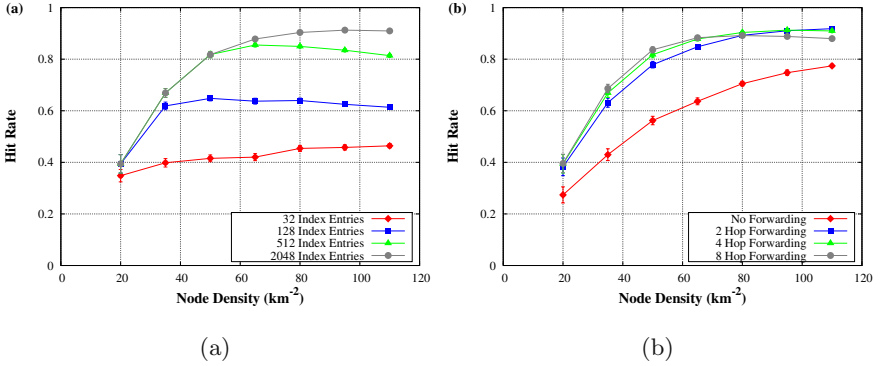 (a)
Hit Rate
1
0.8
0.6
0.4
0.2
0
0 20 40 60 80 100 120
Node Density (km-2)
32 Index Entries
128 Index Entries
512 Index Entries
2048 Index Entries
(a)
(b)
Hit Rate
1
0.8
0.6
0.4
0.2
0
0 20 40 60 80 100 120
Node Density (km-2)
No Forwarding
2 Hop Forwarding
4 Hop Forwarding
8 Hop Forwarding
(b)